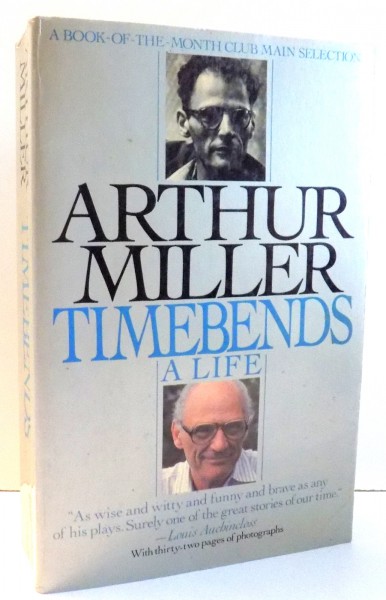 A BOOK-OF-THE-MONTH CLUB MAIN SELECTION
ARTHUR
MILLER
TIMEBENDS
A LIFE
"As wise and witty and funny and brave as any
of his plays. Surely one of the great stories of our time."
—Louis Auchincloss
With thirty-two pages of photographs
MILLER
TIMEBENDS